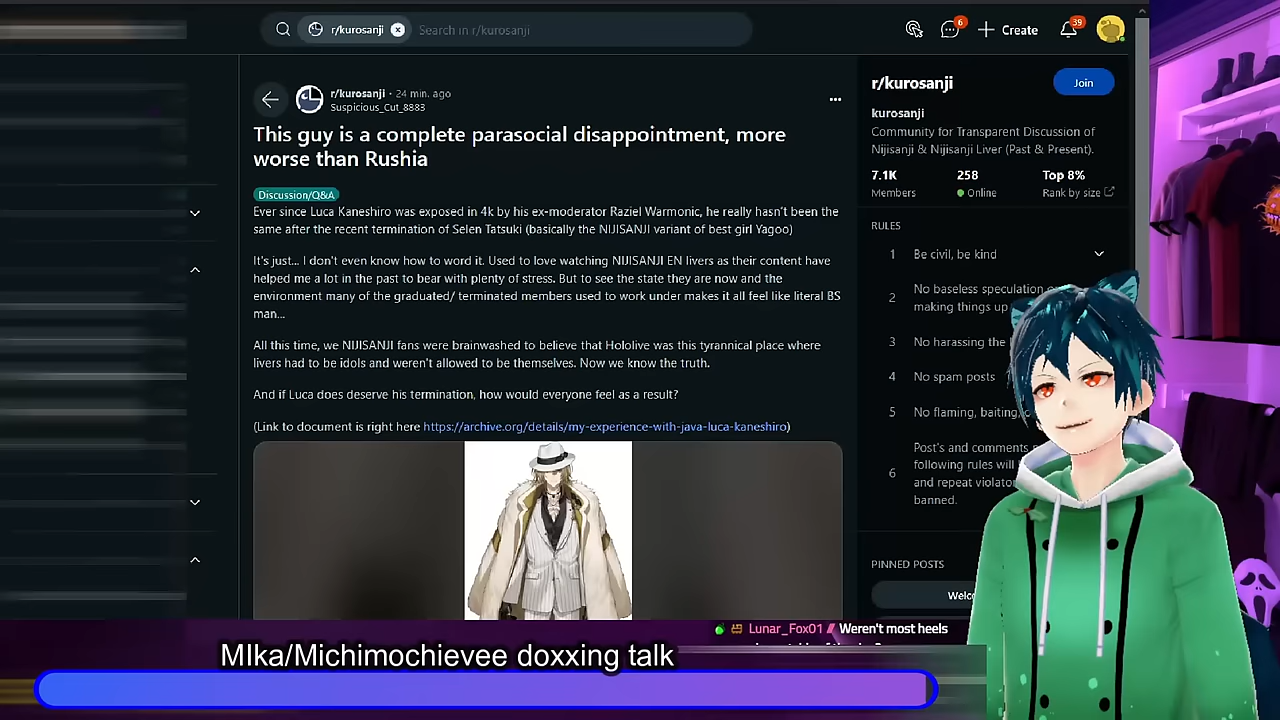 r/kurosanji
Search in r/kurosanji
6
Create
39
r/kurosanji · 24 min. ago
Suspicious_Cut_8883
This guy is a complete parasocial disappointment, more
worse than Rushia
Discussion/Q&A
Ever since Luca Kaneshiro was exposed in 4k by his ex-moderator Raziel Warmonic, he really hasn't been the
same after the recent termination of Selen Tatsuki (basically the NIJISANJI variant of best girl Yagoo)
It's just... I don't even know how to word it. Used to love watching NIJISANJI EN livers as their content have
helped me a lot in the past to bear with plenty of stress. But to see the state they are now and the
environment many of the graduated/ terminated members used to work under makes it all feel like literal BS
man...
All this time, we NIJISANJI fans were brainwashed to believe that Hololive was this tyrannical place where
livers had to be idols and weren't allowed to be themselves. Now we know the truth.
And if Luca does deserve his termination, how would everyone feel as a result?
(Link to document is right here https://archive.org/details/my-experience-with-java-luca-kaneshiro)
r/kurosanji
Join
kurosanji
Community for Transparent Discussion of
Nijisanji & Nijisanji Liver (Past & Present).
7.1K
258
Top 8%
Members
Online
Rank by size
RULES
1 Be civil, be kind
2 No baseless speculation
making things up
3 No harassing the
4 No spam posts
5 No flaming, baiting,
6 Post's and comments
following rules will
and repeat violato
banned.
PINNED POSTS
Welc
Lunar_Fox01 Weren't most heels
MIka/Michimochievee doxxing talk